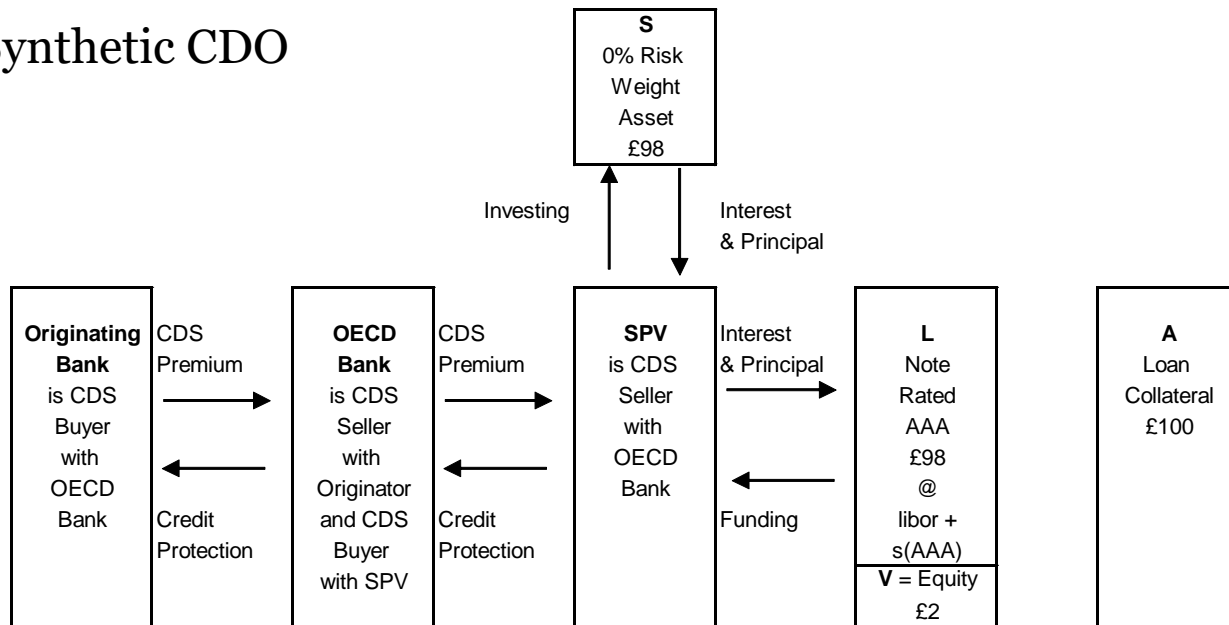 ynthetic CDO
S
0% Risk
Weight
Asset
£98
Investing
Interest
& Principal
Originating
Bank
is CDS
Buyer
with
OECD
Bank
CDS
Premium
Credit
Protection
OECD
Bank
is CDS
Seller
with
Originator
and CDS
Buyer
with SPV
CDS
Premium
Credit
Protection
SPV
is CDS
Seller
with
OECD
Bank
Interest
& Principal
Funding
L
Note
Rated
AAA
£98
@
libor +
s(AAA)
V = Equity
£2
A
Loan
Collateral
£100